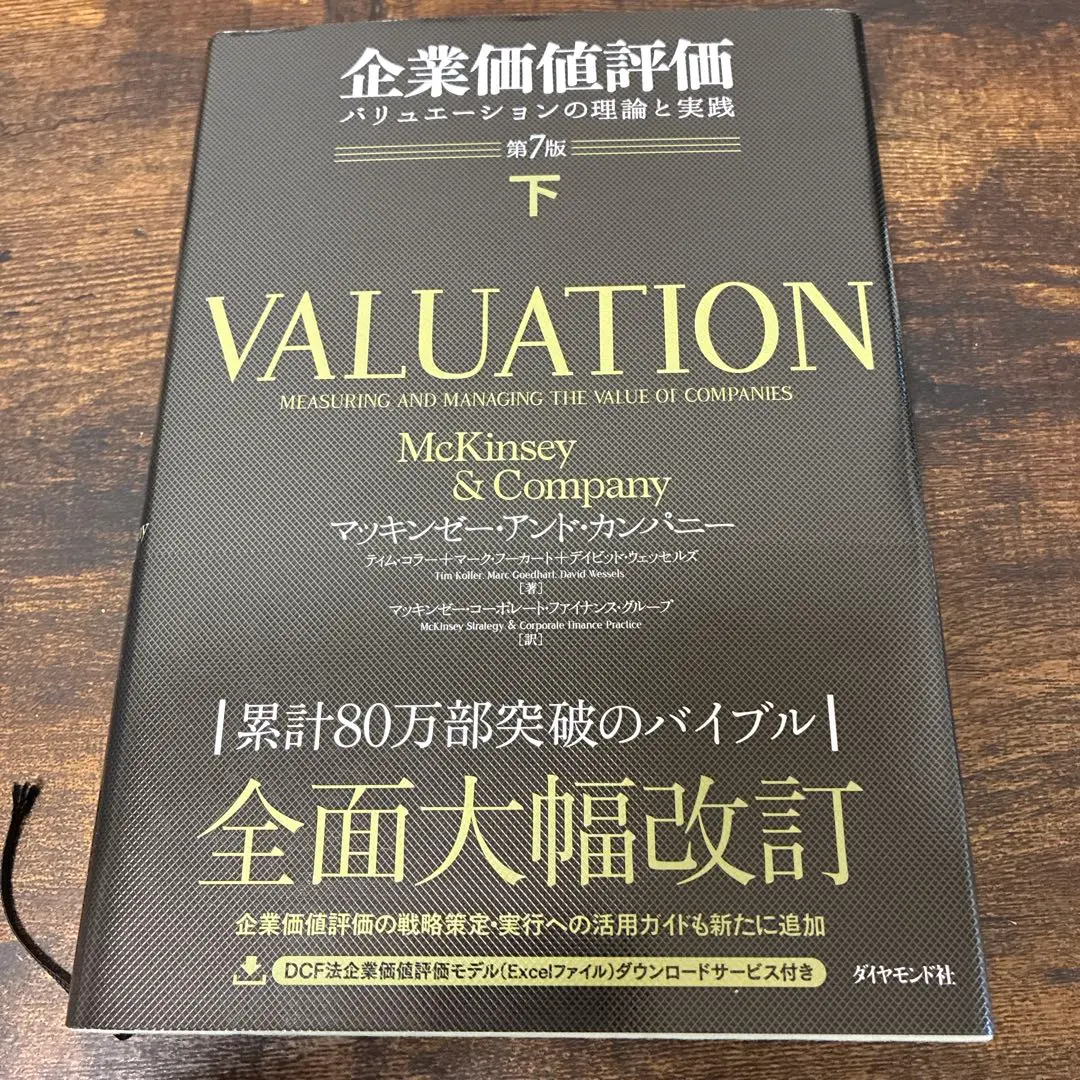 企業価値評価
バリュエーションの理論と実践
第7版
下
VALUATION
MEASURING AND MANAGING THE VALUE OF COMPANIES
McKinsey
& Company
マッキンゼー・アンド・カンパニー
ティム・コラー+マーク・フーカート+デイビッド・ウェッセルズ
Tim Koller, Marc Goedhart, David Wessels
[著]
マッキンゼー・コーポレート・ファイナンス・グループ
McKinsey Strategy & Corporate Finance Practice
[訳]
累計80万部突破のバイブル
全面大幅改訂
企業価値評価の戦略策定・実行への活用ガイドも新たに追加
DCF法企業価値評価モデル(Excelファイル)ダウンロードサービス付き
ダイヤモンド社